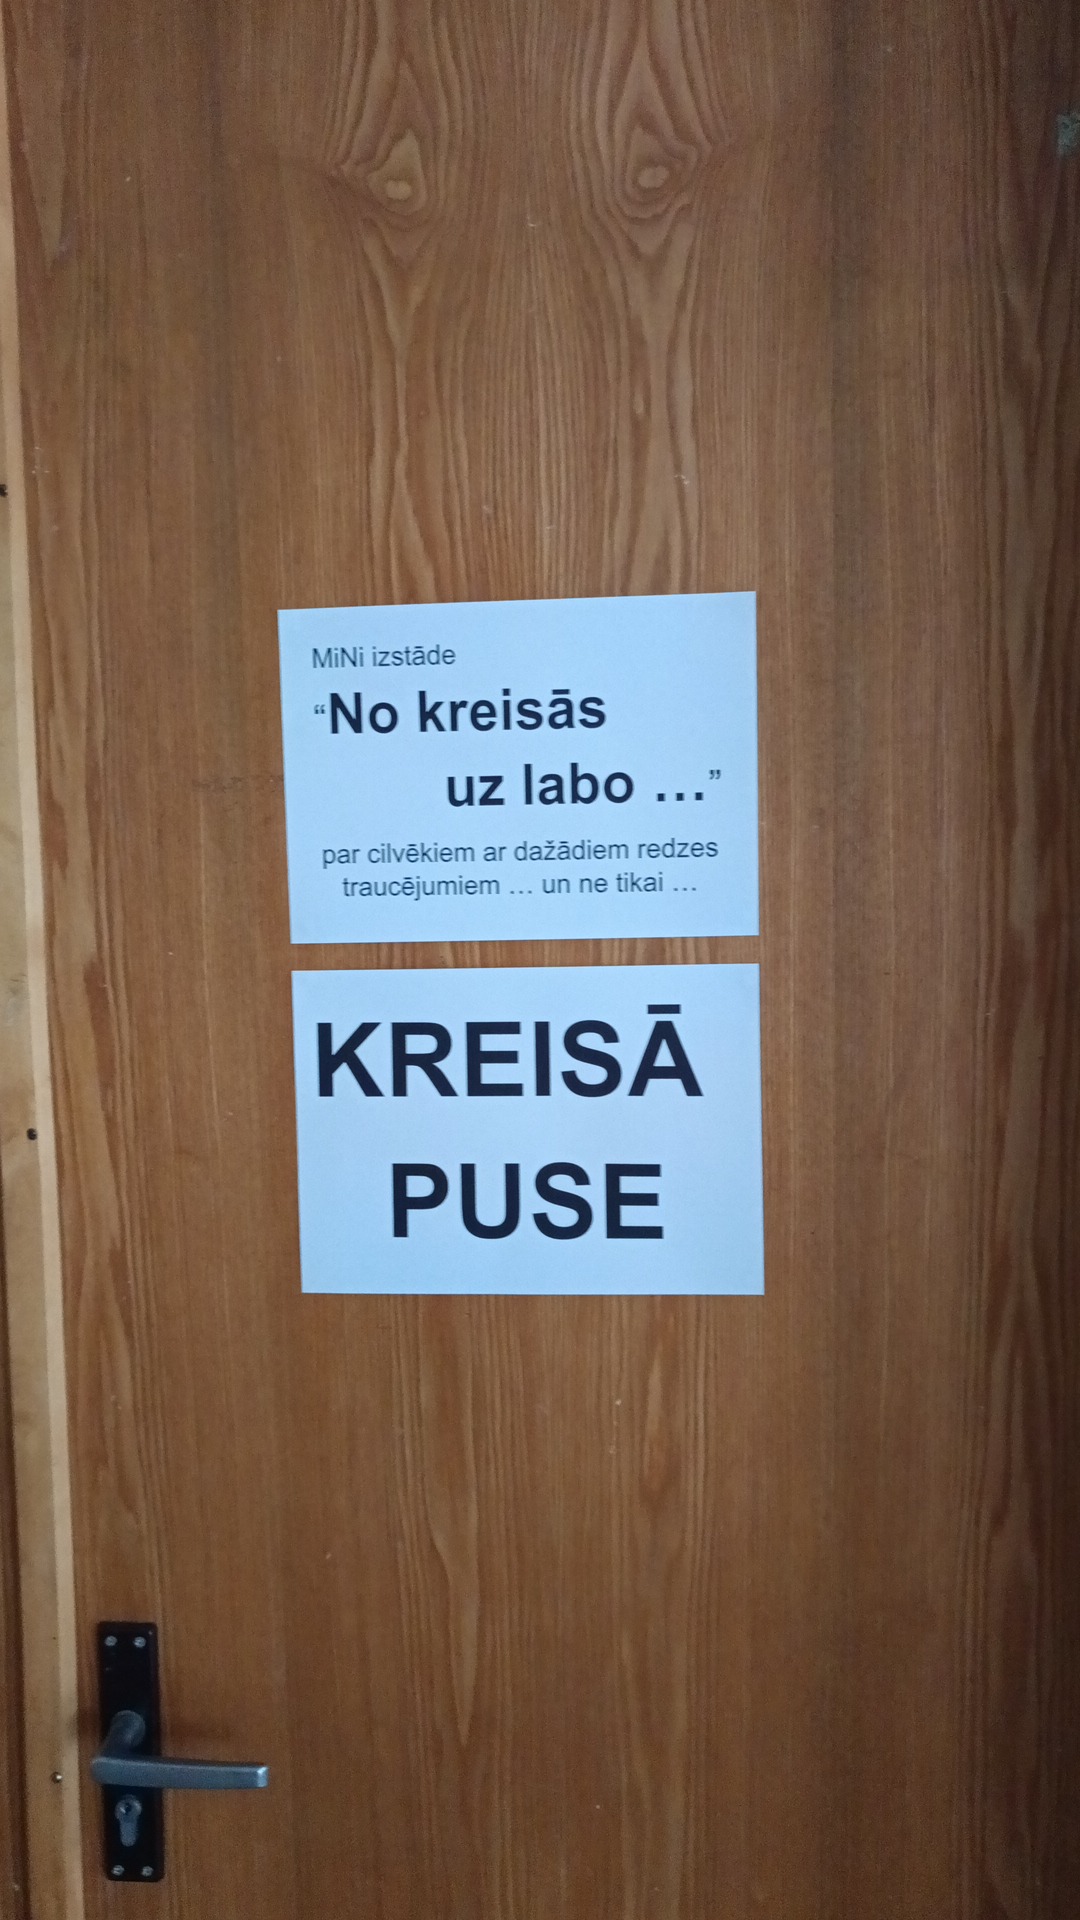 MiNi izstāde
“No kreisās
uz labo ...”
par cilvēkiem ar dažādiem redzes
traucējumiem ... un ne tikai ...
KREISĀ
PUSE